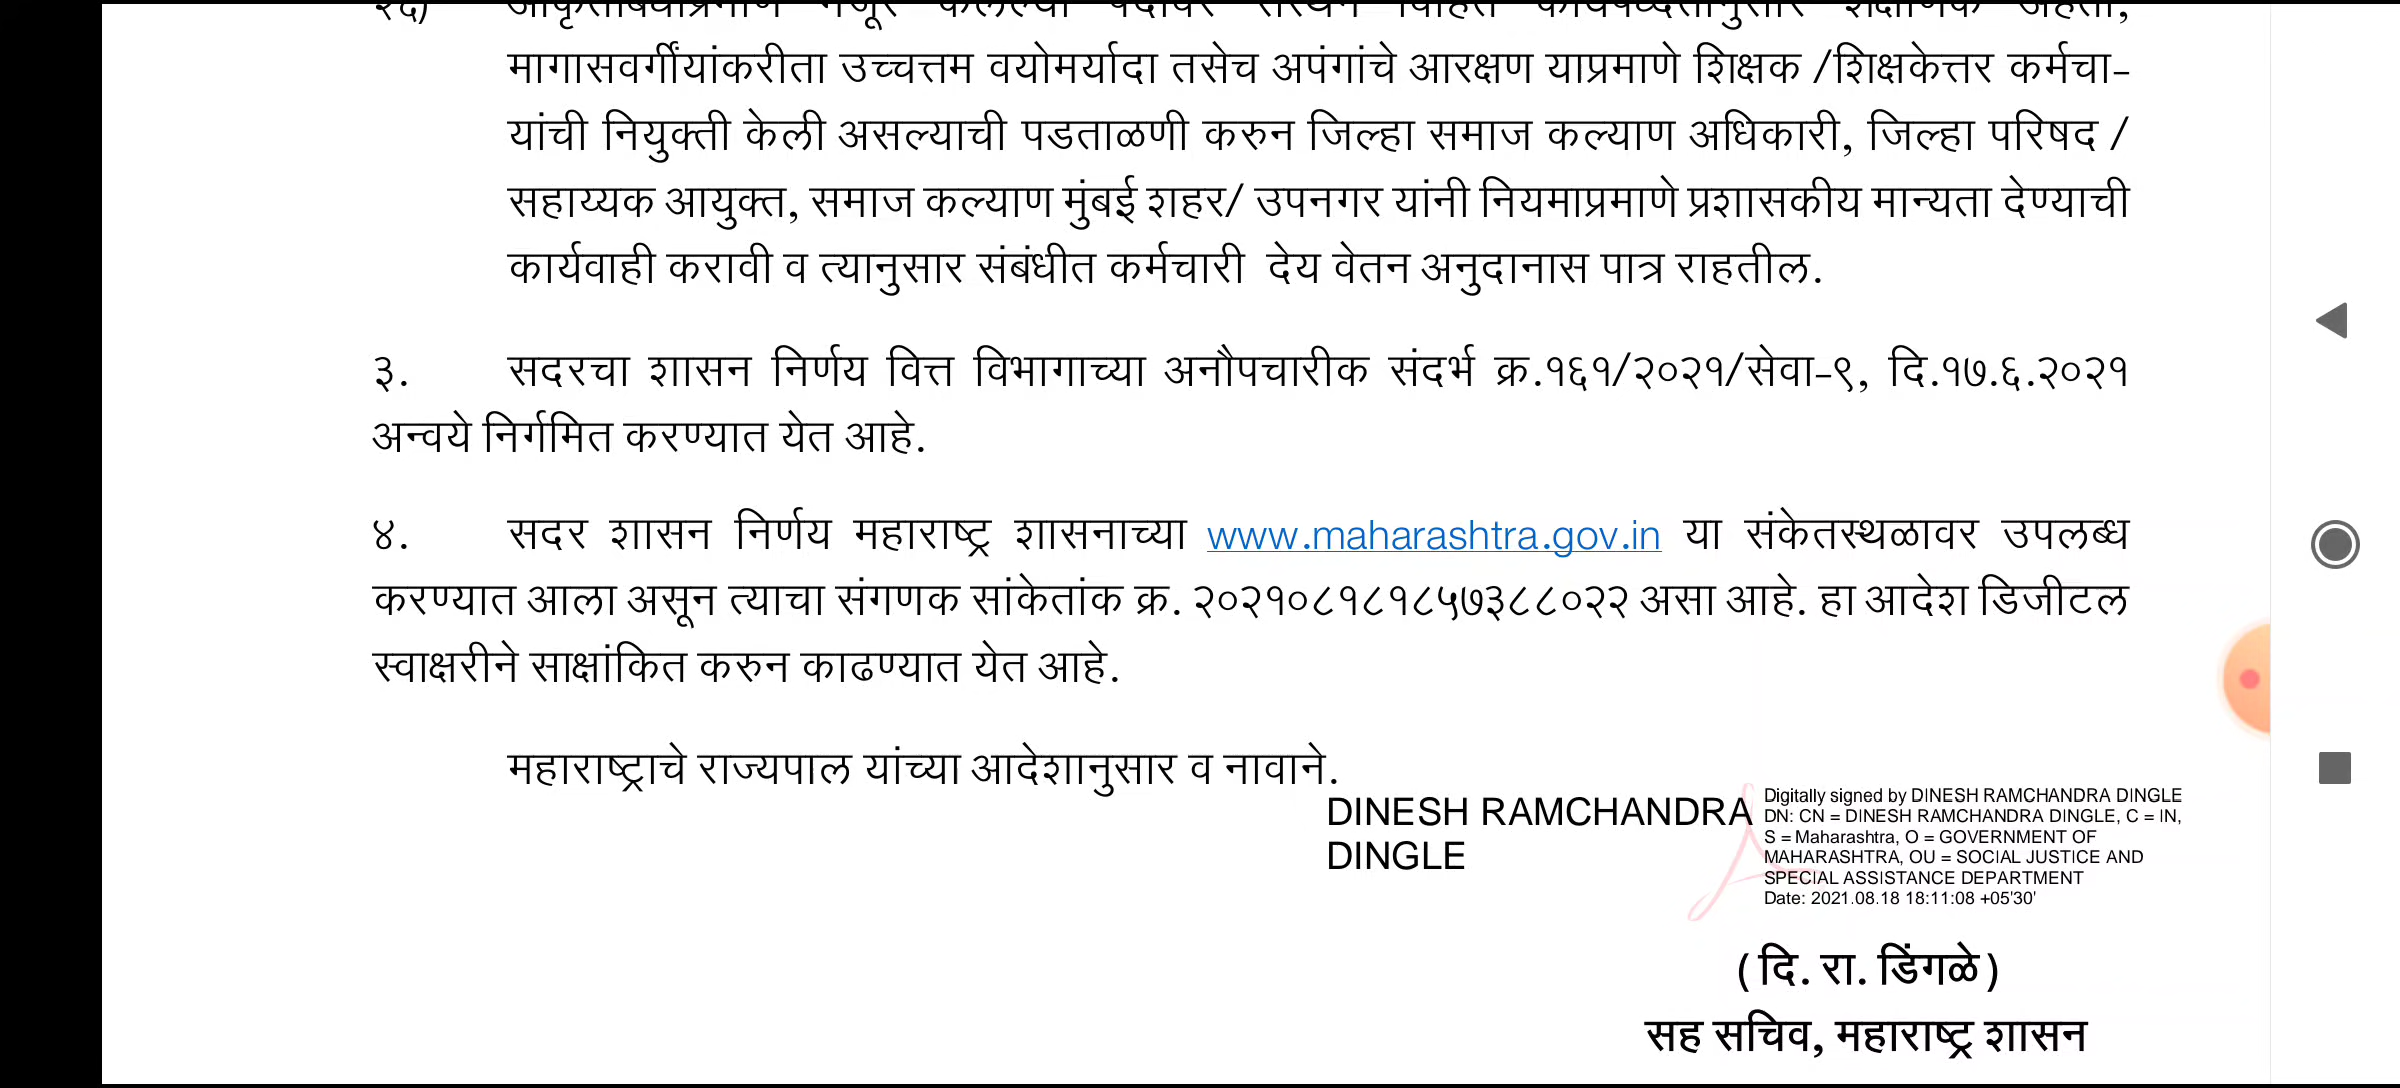 मागासवर्गीयांकरीता उच्चत्तम वयोमर्यादा तसेच अपंगांचे आरक्षण याप्रमाणे शिक्षक /शिक्षकेत्तर कर्मचा-
यांची नियुक्ती केली असल्याची पडताळणी करुन जिल्हा समाज कल्याण अधिकारी, जिल्हा परिषद /
सहाय्यक आयुक्त, समाज कल्याण मुंबई शहर/ उपनगर यांनी नियमाप्रमाणे प्रशासकीय मान्यता देण्याची
कार्यवाही करावी व त्यानुसार संबंधीत कर्मचारी देय वेतन अनुदानास पात्र राहतील.
३. सदरचा शासन निर्णय वित्त विभागाच्या अनौपचारीक संदर्भ क्र.१६१/२०२१/सेवा-९, दि.१७.६.२०२१
अन्वये निर्गमित करण्यात येत आहे.
४. सदर शासन निर्णय महाराष्ट्र शासनाच्या www.maharashtra.gov.in या संकेतस्थळावर उपलब्ध
करण्यात आला असून त्याचा संगणक सांकेतांक क्र. २०२१०८१८१८५७३८८०२२ असा आहे. हा आदेश डिजीटल
स्वाक्षरीने साक्षांकित करुन काढण्यात येत आहे.
महाराष्ट्राचे राज्यपाल यांच्या आदेशानुसार व नावाने.
DINESH RAMCHANDRA
DINGLE
Digitally signed by DINESH RAMCHANDRA DINGLE
DN: CN = DINESH RAMCHANDRA DINGLE, C = IN,
S = Maharashtra, O = GOVERNMENT OF
MAHARASHTRA, OU = SOCIAL JUSTICE AND
SPECIAL ASSISTANCE DEPARTMENT
Date: 2021.08.18 18:11:08 +05'30'
(दि. रा. डिंगळे)
सह सचिव, महाराष्ट्र शासन